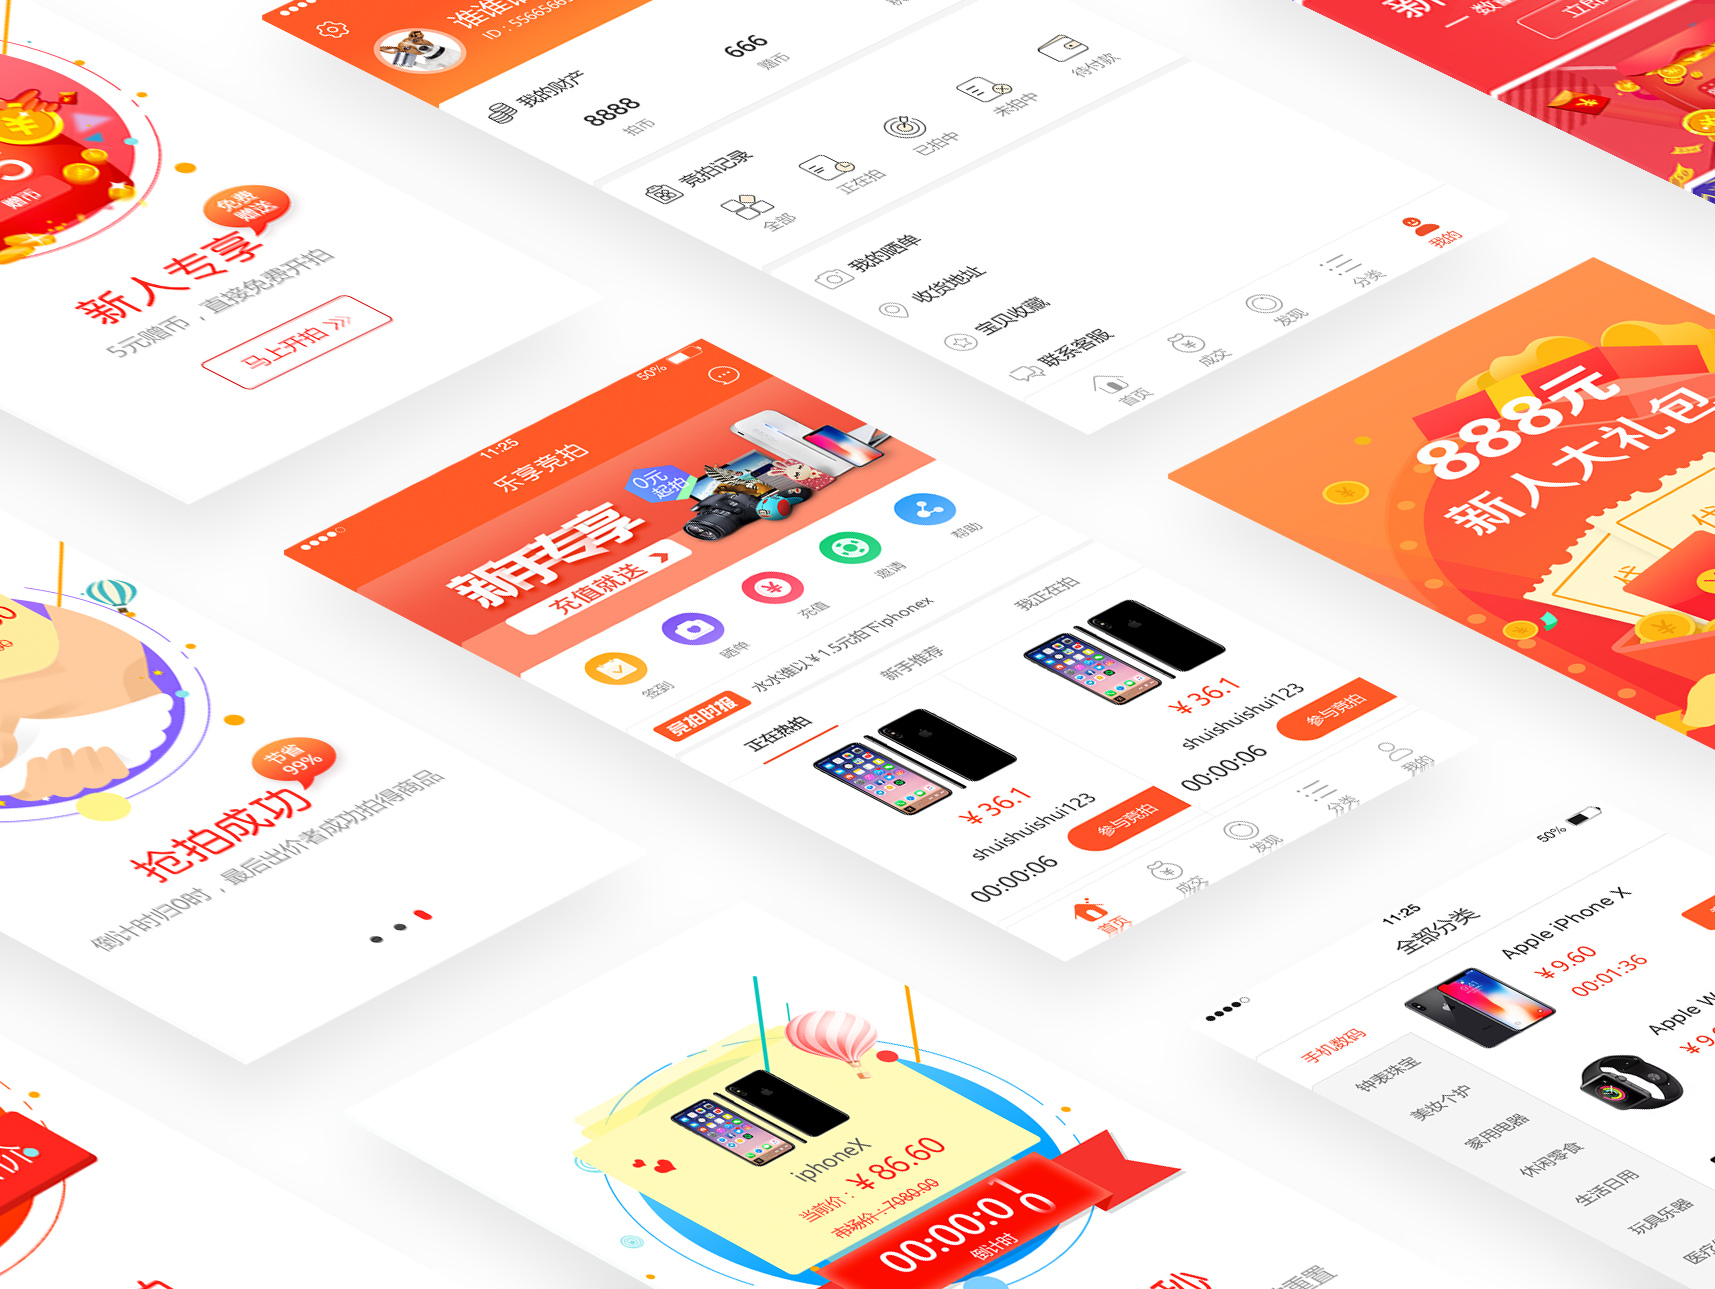 5
赠币
免费
赠送
新人专享
5元赠币，直接免费开拍
马上开拍
ID：5566566
我的财产
8888
拍币
666
赠币
竞拍记录
全部
正在拍
已拍中
未拍中
待付款
我的晒单
收货地址
宝贝收藏
联系客服
首页
成交
发现
分类
我的
立即
888元
新人大礼包
代
代
50%
11:25
乐享竞拍
0元
起拍
新手专享
充值就送
签到
晒单
充值
邀请
帮助
竞拍时报
水水谁以￥1.5元拍下iphonex
正在热拍
新手推荐
我正在拍
￥36.1
shuishuishui123
00:00:06
参与竞拍
￥36.1
shuishuishui123
00:00:06
参与竞拍
首页
成交
发现
分类
我的
节省
99%
抢拍成功
倒计时归0时，最后出价者成功拍得商品
iphoneX
当前价：￥86.60
市场价：7080.00
00:00:0
倒计时
50%
11:25
全部分类
手机数码
钟表珠宝
美妆个护
家用电器
休闲零食
生活日用
玩具乐器
医疗
Apple iPhone X
￥9.60
00:01:36
Apple W
￥9.
重置